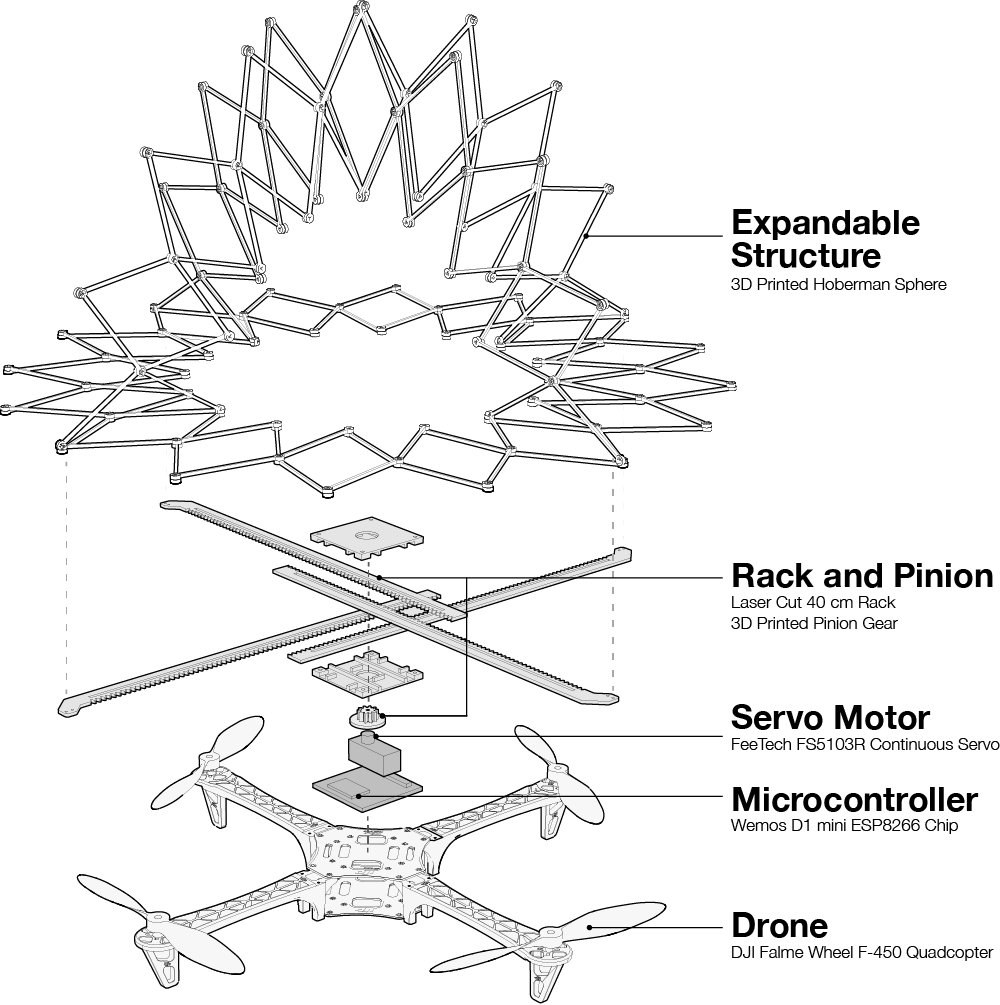 Expandable
Structure
3D Printed Hoberman Sphere
Rack and Pinion
Laser Cut 40 cm Rack
3D Printed Pinion Gear
Servo Motor
FeeTech FS5103R Continuous Servo
Microcontroller
Wemos D1 mini ESP8266 Chip
Drone
DJI Falme Wheel F-450 Quadcopter